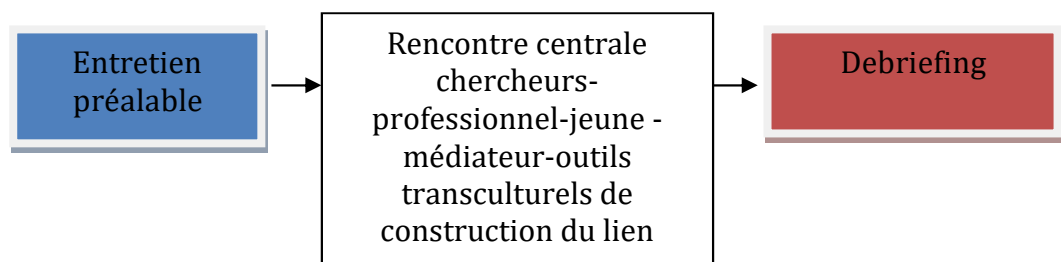 Entretien
préalable
Rencontre centrale
chercheurs-
professionnel-jeune -
médiateur-outils
transculturels de
construction du lien
Debriefing